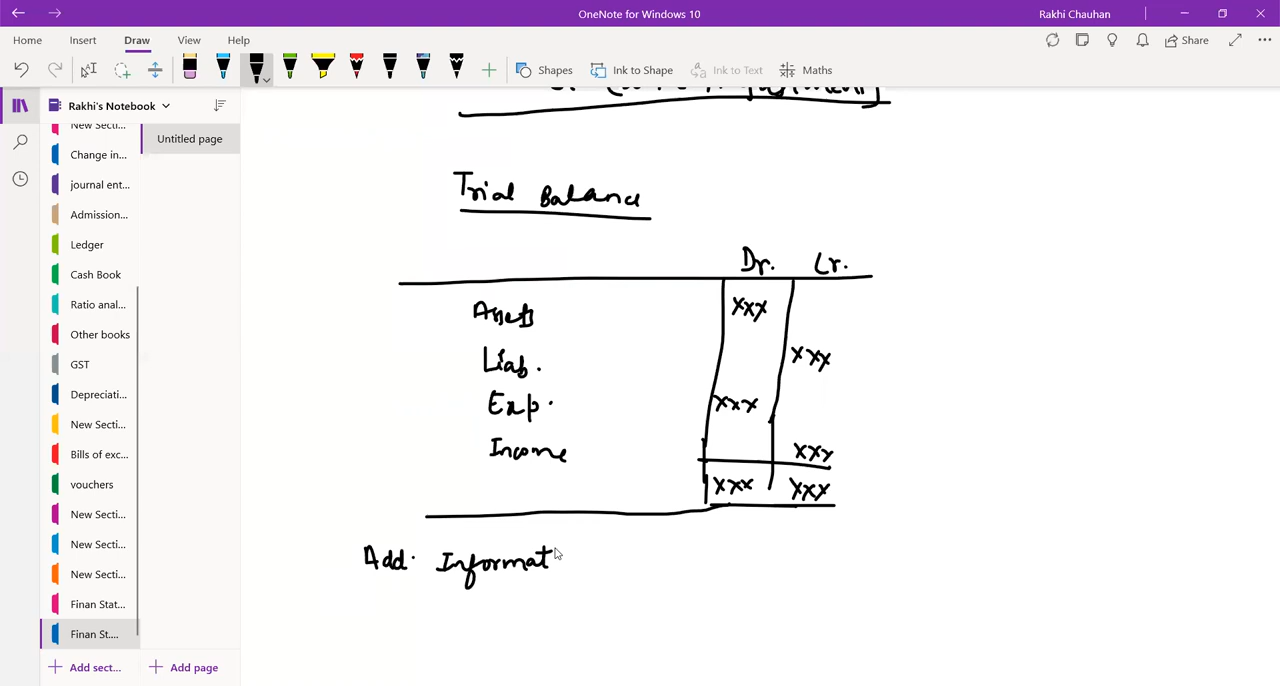 OneNote for Windows 10
Rakhi Chauhan
Home Insert Draw View Help
Share
Shapes
Ink to Shape
Ink to Text
Maths
Rakhi's Notebook
Untitled page
New Secti...
Change in...
journal ent...
Admission...
Ledger
Cash Book
Ratio anal...
Other books
GST
Depreciati...
New Secti...
Bills of exc...
vouchers
New Secti...
New Secti...
New Secti...
Finan Stat...
Finan St....
Add sect...
Add page
Trial Balance
Dr. Cr.
Assets xxx
Liab. xxx
Exp. xxx
Income xxx
xxx xxx
Add. Informat